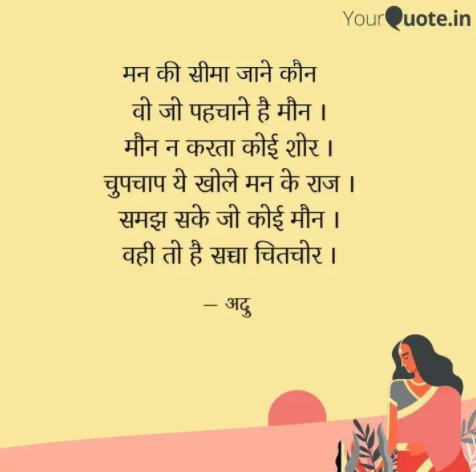 YourQuote.in
मन की सीमा जाने कौन
वो जो पहचाने है मौन ।
मौन न करता कोई शोर ।
चुपचाप ये खोले मन के राज ।
समझ सके जो कोई मौन ।
वही तो है सच्चा चितचोर ।
— अदु